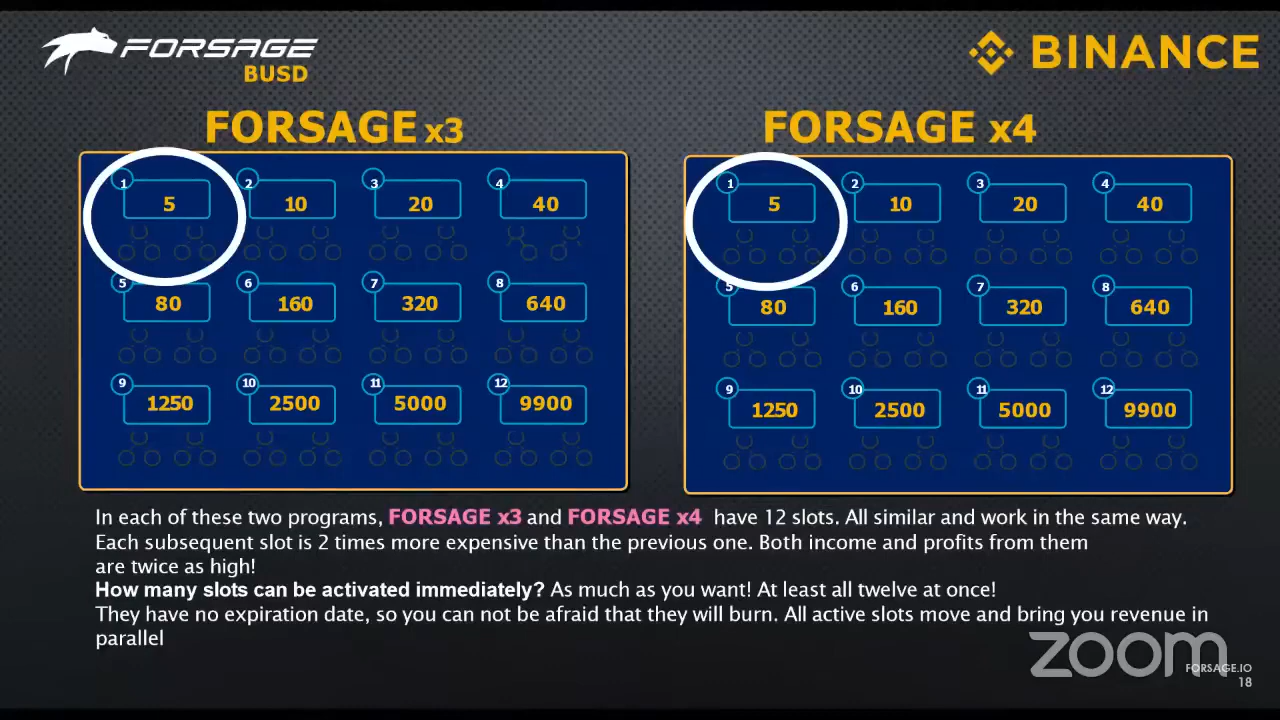 FORSAGE
BUSD
BINANCE
FORSAGE x3
FORSAGE x4
1 2 3 4
5 10 20 40
5 6 7 8
80 160 320 640
9 10 11 12
1250 2500 5000 9900
1 2 3 4
5 10 20 40
5 6 7 8
80 160 320 640
9 10 11 12
1250 2500 5000 9900
In each of these two programs, FORSAGE x3 and FORSAGE x4 have 12 slots. All similar and work in the same way.
Each subsequent slot is 2 times more expensive than the previous one. Both income and profits from them
are twice as high!
How many slots can be activated immediately? As much as you want! At least all twelve at once!
They have no expiration date, so you can not be afraid that they will burn. All active slots move and bring you revenue in
parallel
zoom
FORSAGE.IO
18